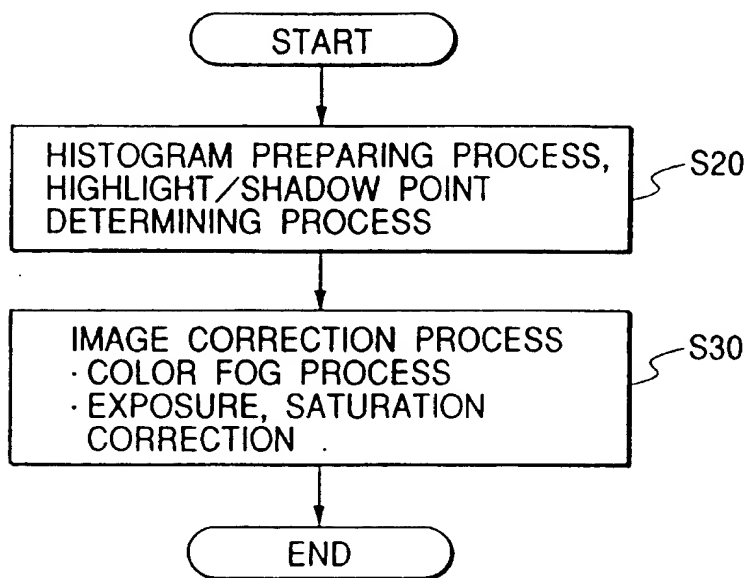 START
HISTOGRAM PREPARING PROCESS,
HIGHLIGHT/SHADOW POINT
DETERMINING PROCESS
S20
IMAGE CORRECTION PROCESS
· COLOR FOG PROCESS
· EXPOSURE, SATURATION
CORRECTION
S30
END